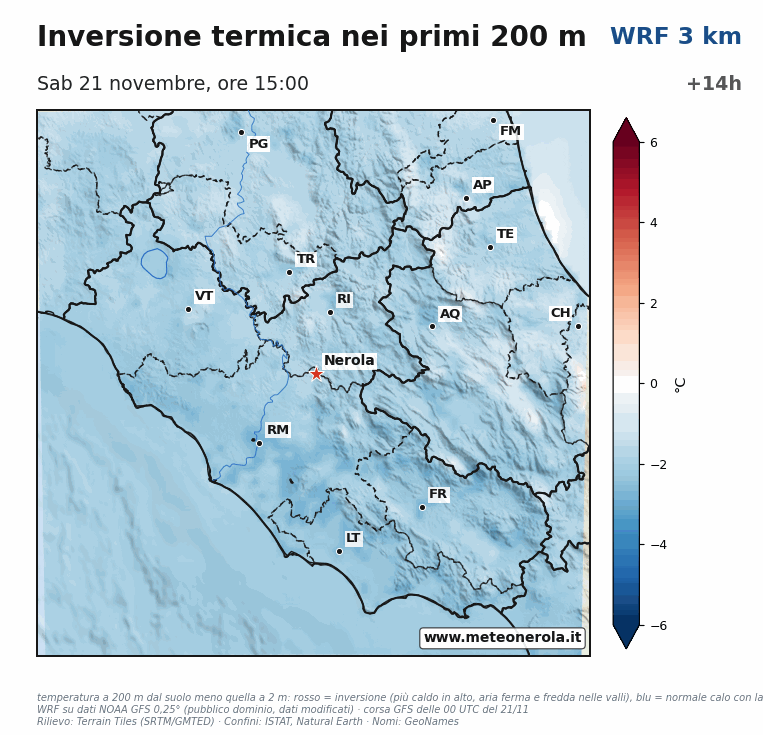 Inversione termica nei primi 200 m WRF 3 km
Sab 21 novembre, ore 15:00 +14h
FM
PG
AP
TE
TR
VT
RI
AQ
CH
Nerola
RM
FR
LT
www.meteonerola.it
6
4
2
0
−2
−4
−6
°C
temperatura a 200 m dal suolo meno quella a 2 m: rosso = inversione (più caldo in alto, aria ferma e fredda nelle valli), blu = normale calo con la
WRF su dati NOAA GFS 0,25° (pubblico dominio, dati modificati) · corsa GFS delle 00 UTC del 21/11
Rilievo: Terrain Tiles (SRTM/GMTED) · Confini: ISTAT, Natural Earth · Nomi: GeoNames